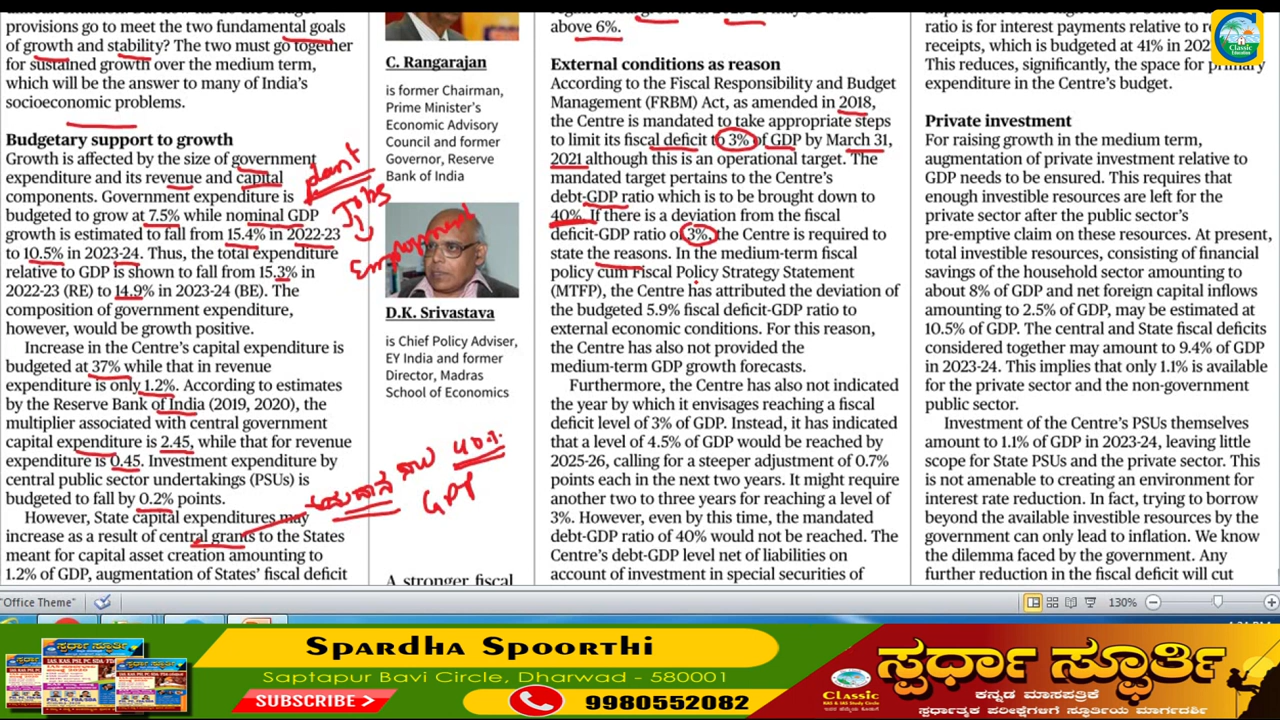 provisions go to meet the two fundamental goals
of growth and stability? The two must go together
for sustained growth over the medium term,
which will be the answer to many of India's
socioeconomic problems.
Budgetary support to growth
Growth is affected by the size of government
expenditure and its revenue and capital
components. Government expenditure is
budgeted to grow at 7.5% while nominal GDP
growth is estimated to fall from 15.4% in 2022-23
to 10.5% in 2023-24. Thus, the total expenditure
relative to GDP is shown to fall from 15.3% in
2022-23 (RE) to 14.9% in 2023-24 (BE). The
composition of government expenditure,
however, would be growth positive.
Increase in the Centre's capital expenditure is
budgeted at 37% while that in revenue
expenditure is only 1.2%. According to estimates
by the Reserve Bank of India (2019, 2020), the
multiplier associated with central government
capital expenditure is 2.45, while that for revenue
expenditure is 0.45. Investment expenditure by
central public sector undertakings (PSUs) is
budgeted to fall by 0.2% points.
However, State capital expenditures may
increase as a result of central grants to the States
meant for capital asset creation amounting to
1.2% of GDP, augmentation of States' fiscal deficit
plant
Jobs
Employment
40%
GDP
C. Rangarajan
is former Chairman,
Prime Minister's
Economic Advisory
Council and former
Governor, Reserve
Bank of India
D.K. Srivastava
is Chief Policy Adviser,
EY India and former
Director, Madras
School of Economics
A stronger fiscal
above 6%.
External conditions as reason
According to the Fiscal Responsibility and Budget
Management (FRBM) Act, as amended in 2018,
the Centre is mandated to take appropriate steps
to limit its fiscal deficit to 3% of GDP by March 31,
2021 although this is an operational target. The
mandated target pertains to the Centre's
debt-GDP ratio which is to be brought down to
40%. If there is a deviation from the fiscal
deficit-GDP ratio of 3%, the Centre is required to
state the reasons. In the medium-term fiscal
policy cum Fiscal Policy Strategy Statement
(MTFP), the Centre has attributed the deviation of
the budgeted 5.9% fiscal deficit-GDP ratio to
external economic conditions. For this reason,
the Centre has also not provided the
medium-term GDP growth forecasts.
Furthermore, the Centre has also not indicated
the year by which it envisages reaching a fiscal
deficit level of 3% of GDP. Instead, it has indicated
that a level of 4.5% of GDP would be reached by
2025-26, calling for a steeper adjustment of 0.7%
points each in the next two years. It might require
another two to three years for reaching a level of
3%. However, even by this time, the mandated
debt-GDP ratio of 40% would not be reached. The
Centre's debt-GDP level net of liabilities on
account of investment in special securities of
ratio is for interest payments relative to
receipts, which is budgeted at 41% in
This reduces, significantly, the space for primary
expenditure in the Centre's budget.
Private investment
For raising growth in the medium term,
augmentation of private investment relative to
GDP needs to be ensured. This requires that
enough investible resources are left for the
private sector after the public sector's
pre-emptive claim on these resources. At present,
total investible resources, consisting of financial
savings of the household sector amounting to
about 8% of GDP and net foreign capital inflows
amounting to 2.5% of GDP, may be estimated at
10.5% of GDP. The central and State fiscal deficits
considered together may amount to 9.4% of GDP
in 2023-24. This implies that only 1.1% is available
for the private sector and the non-government
public sector.
Investment of the Centre's PSUs themselves
amount to 1.1% of GDP in 2023-24, leaving little
scope for State PSUs and the private sector. This
is not amenable to creating an environment for
interest rate reduction. In fact, trying to borrow
beyond the available investible resources by the
government can only lead to inflation. We know
the dilemma faced by the government. Any
further reduction in the fiscal deficit will cut
Classic
Education
"Office Theme"
130%
Spardha Spoorthi
Saptapur Bavi Circle, Dharwad - 580001
SUBSCRIBE
9980552082
Classic
KAS & IAS Study Circle
ಸ್ಪರ್ಧಾ ಸ್ಫೂರ್ತಿ
ಕನ್ನಡ ಮಾಸಪತ್ರಿಕೆ
ಸ್ಪರ್ಧಾತ್ಮಕ ಪರೀಕ್ಷೆಗಳಿಗೆ ಸ್ಫೂರ್ತಿಯ ಮಾರ್ಗದರ್ಶಿ